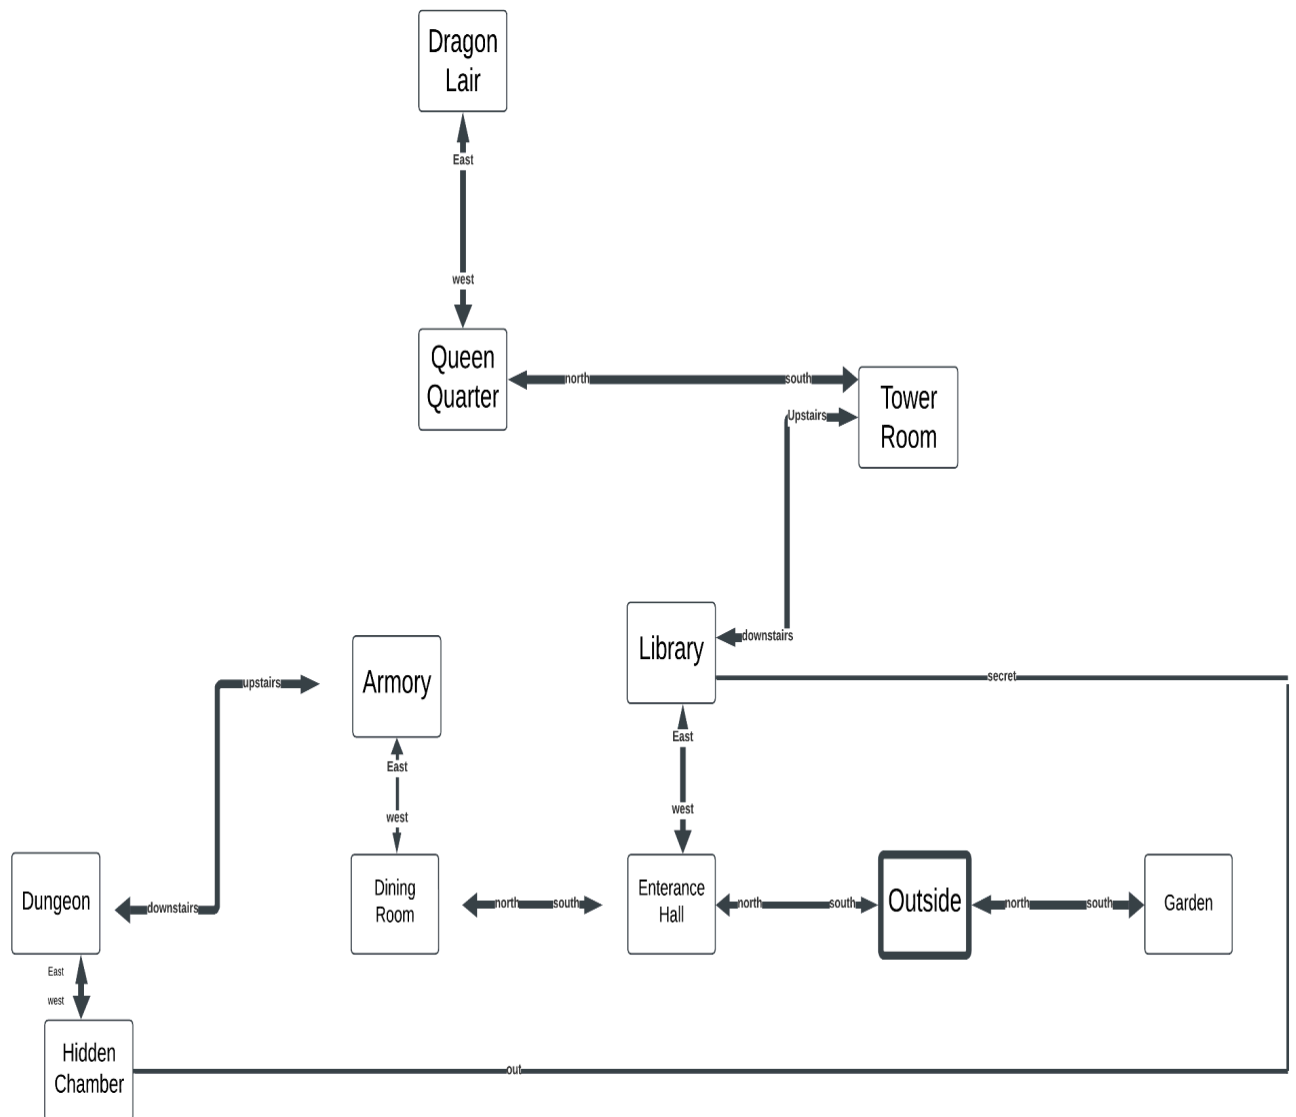 Dragon
Lair
East
west
Queen
Quarter
north
south
Tower
Room
Upstairs
Library
downstairs
secret
Armory
upstairs
East
west
East
west
Dungeon
downstairs
Dining
Room
north
south
Enterance
Hall
north
south
Outside
north
south
Garden
East
west
Hidden
Chamber
out